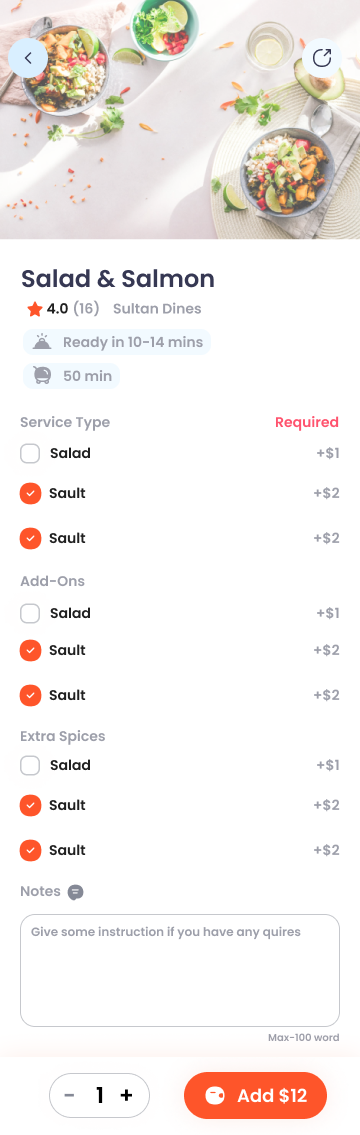 Salad & Salmon
4.0 (16) Sultan Dines
Ready in 10-14 mins
50 min
Service Type Required
Salad +$1
Sault +$2
Sault +$2
Add-Ons
Salad +$1
Sault +$2
Sault +$2
Extra Spices
Salad +$1
Sault +$2
Sault +$2
Notes
Give some instruction if you have any quires
Max-100 word
- 1 + Add $12